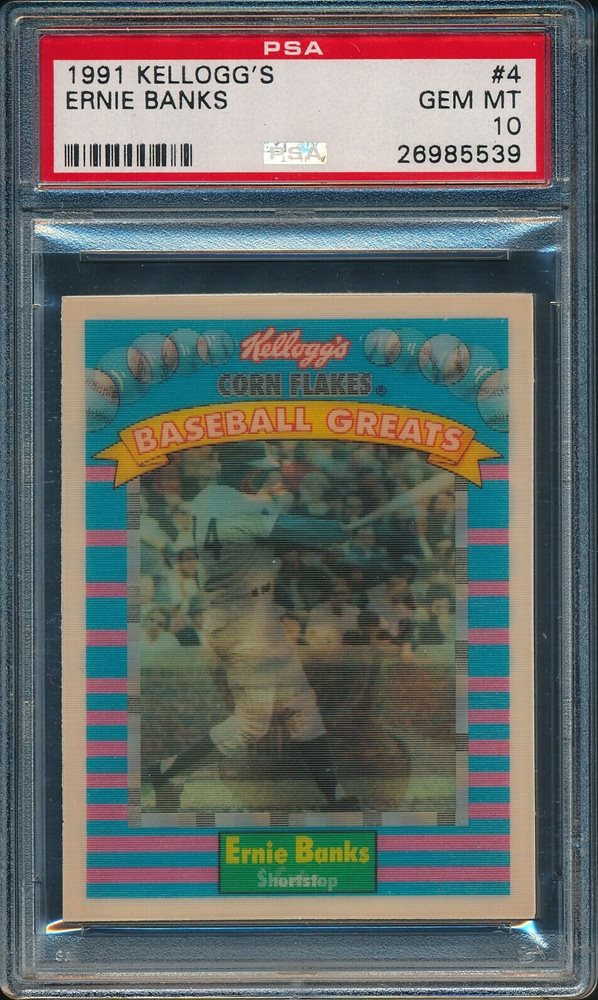 PSA
1991 KELLOGG'S #4
ERNIE BANKS GEM MT
10
PSA 26985539
Kellogg's
CORN FLAKES®
BASEBALL GREATS
14
Ernie Banks
Shortstop